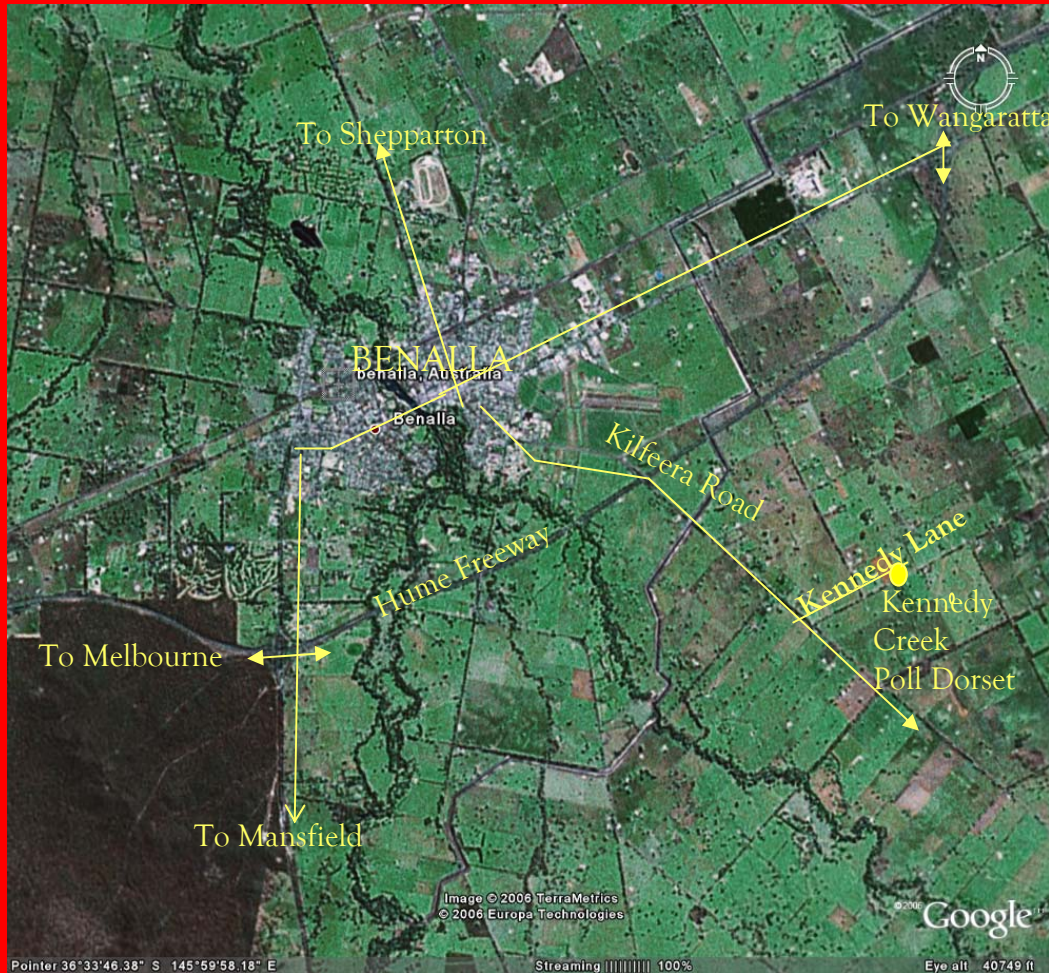 N
To Wangaratta
To Shepparton
BENALLA
benalla, Australia
Benalla
Kilfeera Road
Kennedy Lane
Hume Freeway
Kennedy
Creek
Poll Dorset
To Melbourne
To Mansfield
Image © 2006 TerraMetrics
© 2006 Europa Technologies
©2006
Google
Pointer 36°33'46.38" S 145°59'58.18" E
Streaming |||||||||| 100%
Eye alt 40749 ft